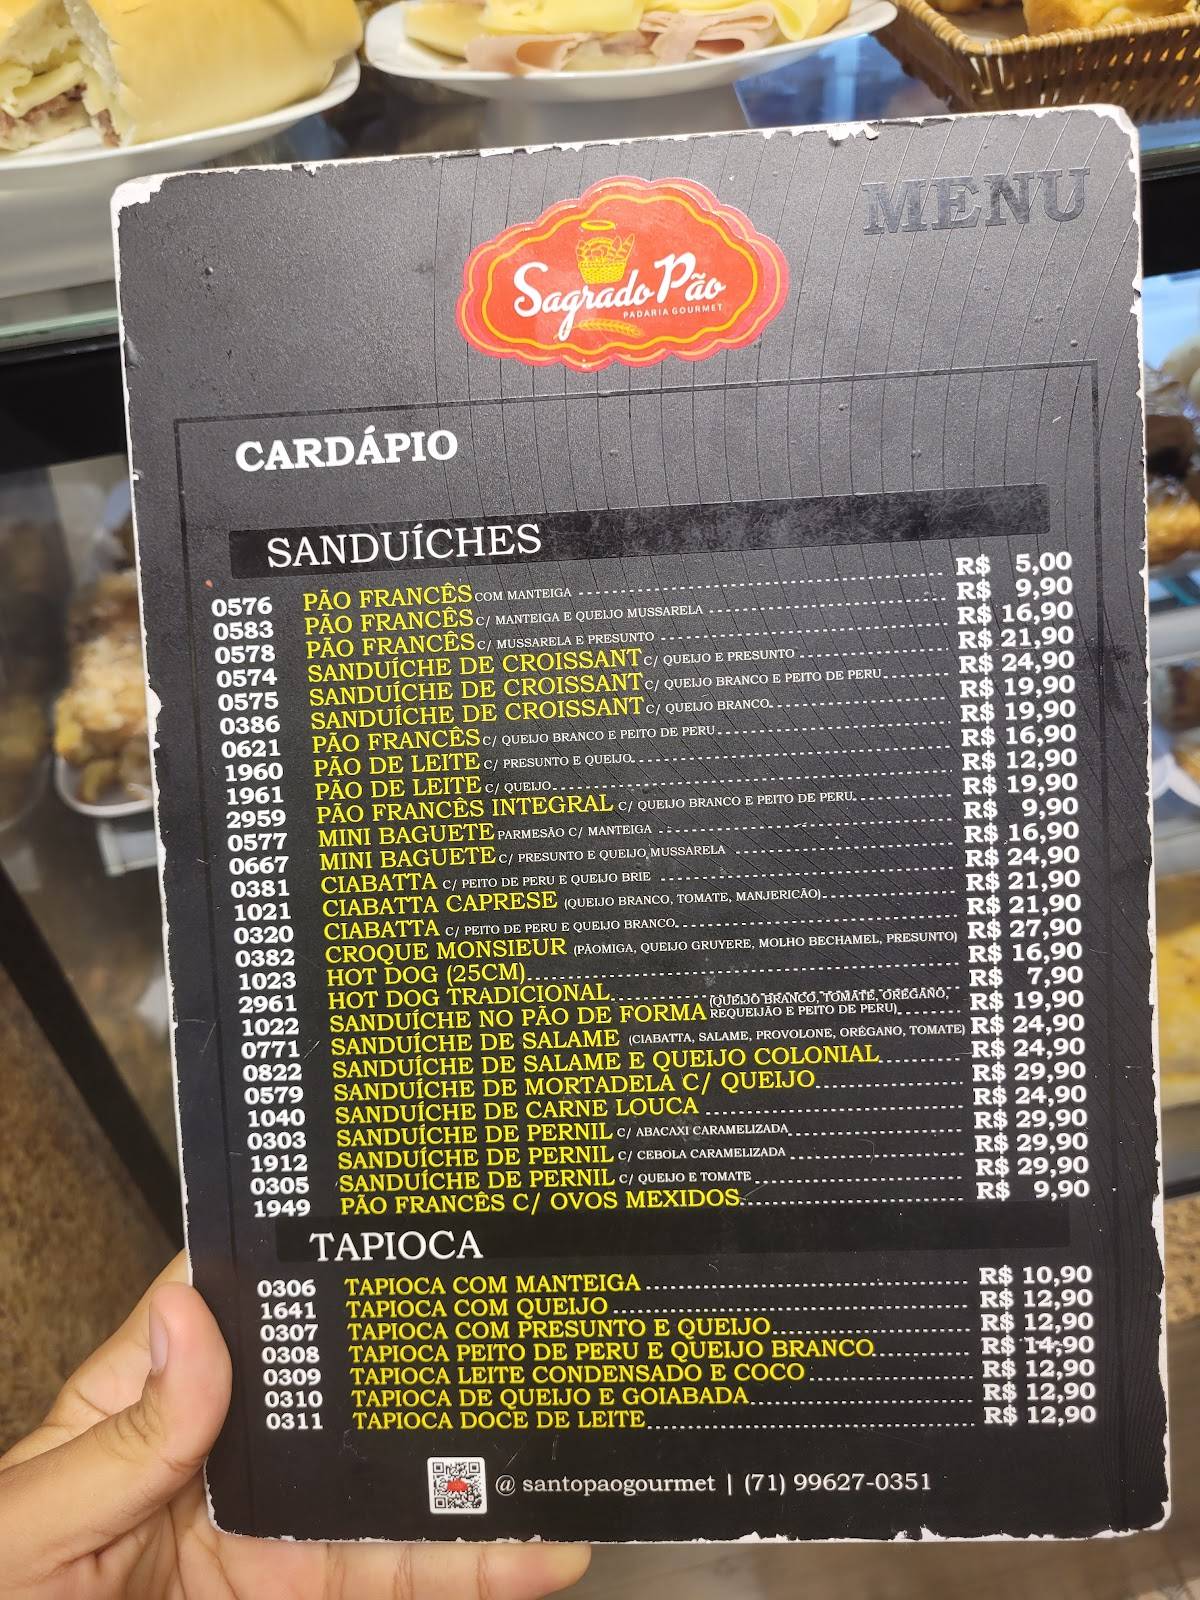 MENU
Sagrado Pão
PADARIA GOURMET
CARDÁPIO
SANDUÍCHES
0576 PÃO FRANCÊS COM MANTEIGA R$ 5,00
0583 PÃO FRANCÊS C/ MANTEIGA E QUEIJO MUSSARELA R$ 9,90
0578 PÃO FRANCÊS C/ MUSSARELA E PRESUNTO R$ 16,90
0574 SANDUÍCHE DE CROISSANT C/ QUEIJO E PRESUNTO R$ 21,90
0575 SANDUÍCHE DE CROISSANT C/ QUEIJO BRANCO E PEITO DE PERU R$ 24,90
0386 SANDUÍCHE DE CROISSANT C/ QUEIJO BRANCO R$ 19,90
0621 PÃO FRANCÊS C/ QUEIJO BRANCO E PEITO DE PERU R$ 19,90
1960 PÃO DE LEITE C/ PRESUNTO E QUEIJO R$ 16,90
1961 PÃO DE LEITE C/ QUEIJO R$ 12,90
2959 PÃO FRANCÊS INTEGRAL C/ QUEIJO BRANCO E PEITO DE PERU R$ 19,90
0577 MINI BAGUETE PARMESÃO C/ MANTEIGA R$ 9,90
0667 MINI BAGUETE C/ PRESUNTO E QUEIJO MUSSARELA R$ 16,90
0381 CIABATTA C/ PEITO DE PERU E QUEIJO BRIE R$ 24,90
1021 CIABATTA CAPRESE (QUEIJO BRANCO, TOMATE, MANJERICÃO) R$ 21,90
0320 CIABATTA C/ PEITO DE PERU E QUEIJO BRANCO R$ 21,90
0382 CROQUE MONSIEUR (PÃOMIGA, QUEIJO GRUYERE, MOLHO BECHAMEL, PRESUNTO) R$ 27,90
1023 HOT DOG (25CM) R$ 16,90
2961 HOT DOG TRADICIONAL R$ 7,90
1022 SANDUÍCHE NO PÃO DE FORMA (QUEIJO BRANCO, TOMATE, OREGANO, REQUEIJÃO E PEITO DE PERU) R$ 19,90
0771 SANDUÍCHE DE SALAME (CIABATTA, SALAME, PROVOLONE, ORÉGANO, TOMATE) R$ 24,90
0822 SANDUÍCHE DE SALAME E QUEIJO COLONIAL R$ 24,90
0579 SANDUÍCHE DE MORTADELA C/ QUEIJO R$ 29,90
1040 SANDUÍCHE DE CARNE LOUCA R$ 24,90
0303 SANDUÍCHE DE PERNIL C/ ABACAXI CARAMELIZADA R$ 29,90
1912 SANDUÍCHE DE PERNIL C/ CEBOLA CARAMELIZADA R$ 29,90
0305 SANDUÍCHE DE PERNIL C/ QUEIJO E TOMATE R$ 29,90
1949 PÃO FRANCÊS C/ OVOS MEXIDOS R$ 9,90
TAPIOCA
0306 TAPIOCA COM MANTEIGA R$ 10,90
1641 TAPIOCA COM QUEIJO R$ 12,90
0307 TAPIOCA COM PRESUNTO E QUEIJO R$ 12,90
0308 TAPIOCA PEITO DE PERU E QUEIJO BRANCO R$ 14,90
0309 TAPIOCA LEITE CONDENSADO E COCO R$ 12,90
0310 TAPIOCA DE QUEIJO E GOIABADA R$ 12,90
0311 TAPIOCA DOCE DE LEITE R$ 12,90
@ santopaogourmet | (71) 99627-0351